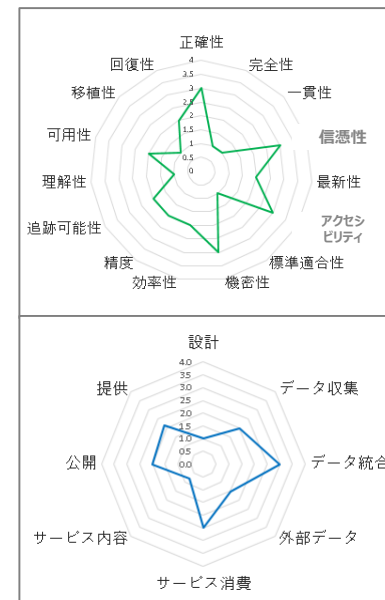 正確性
完全性
一貫性
信憑性
最新性
アクセシ
ビリティ
標準適合性
機密性
効率性
精度
追跡可能性
理解性
可用性
移植性
回復性
4
3.5
3
2.5
2
1.5
1
0.5
0
設計
データ収集
データ統合
外部データ
サービス消費
サービス内容
公開
提供
4.0
3.5
3.0
2.5
2.0
1.5
1.0
0.5
0.0